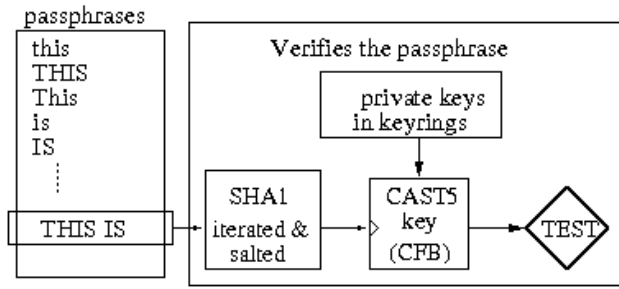 passphrases
this
THIS
This
is
IS
THIS IS
Verifies the passphrase
private keys
in keyrings
SHA1
iterated &
salted
CAST5
key
(CFB)
TEST